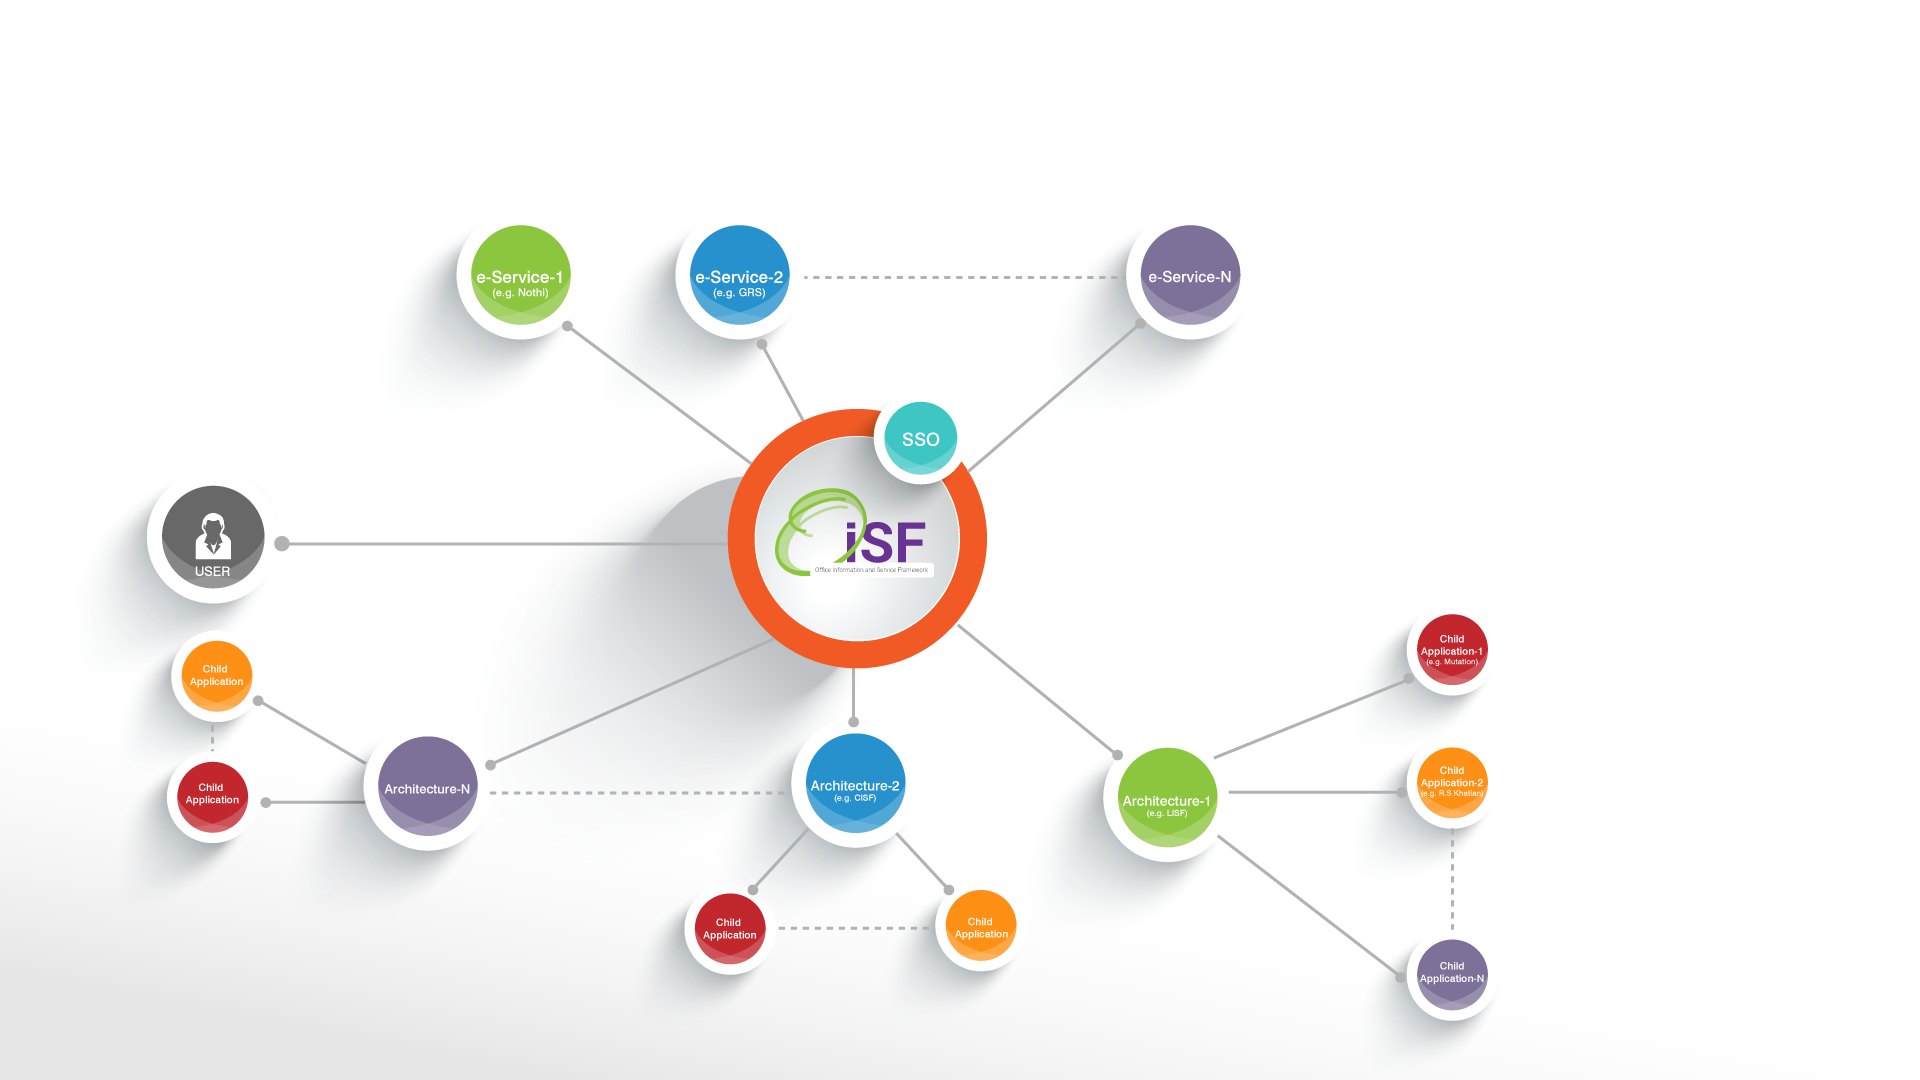 e-Service-1
(e.g. Nothi)
e-Service-2
(e.g. GRS)
e-Service-N
SSO
iSF
Office Information and Service Framework
USER
Child
Application
Child
Application
Architecture-N
Architecture-2
(e.g. CISF)
Child
Application
Child
Application
Architecture-1
(e.g. LISF)
Child
Application-1
(e.g. Mutation)
Child
Application-2
(e.g. R.S Khatian)
Child
Application-N